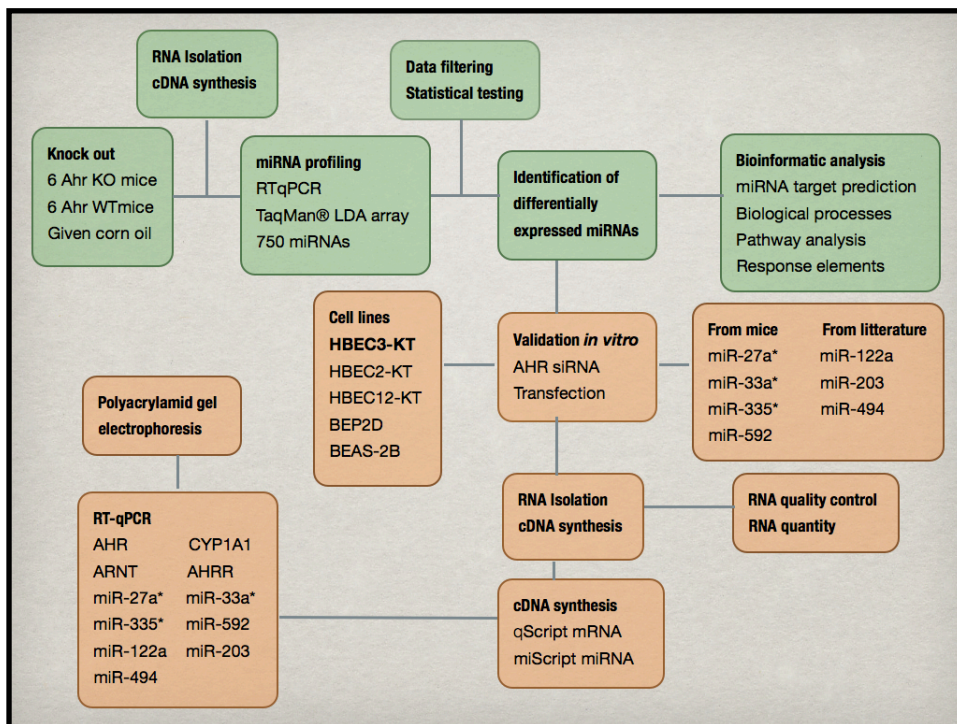 RNA Isolation
cDNA synthesis
Data filtering
Statistical testing
Knock out
6 Ahr KO mice
6 Ahr WTmice
Given corn oil
miRNA profiling
RTqPCR
TaqMan® LDA array
750 miRNAs
Identification of
differentially
expressed miRNAs
Bioinformatic analysis
miRNA target prediction
Biological processes
Pathway analysis
Response elements
Cell lines
HBEC3-KT
HBEC2-KT
HBEC12-KT
BEP2D
BEAS-2B
Validation in vitro
AHR siRNA
Transfection
From mice From litterature
miR-27a* miR-122a
miR-33a* miR-203
miR-335* miR-494
miR-592
Polyacrylamid gel
electrophoresis
RNA Isolation
cDNA synthesis
RNA quality control
RNA quantity
RT-qPCR
AHR CYP1A1
ARNT AHRR
miR-27a* miR-33a*
miR-335* miR-592
miR-122a miR-203
miR-494
cDNA synthesis
qScript mRNA
miScript miRNA